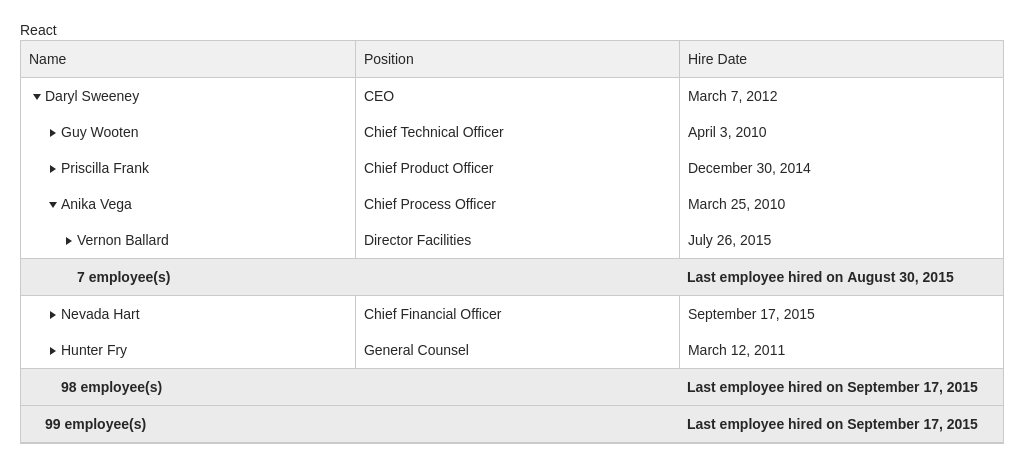 React
Name Position Hire Date
Daryl Sweeney CEO March 7, 2012
Guy Wooten Chief Technical Officer April 3, 2010
Priscilla Frank Chief Product Officer December 30, 2014
Anika Vega Chief Process Officer March 25, 2010
Vernon Ballard Director Facilities July 26, 2015
7 employee(s) Last employee hired on August 30, 2015
Nevada Hart Chief Financial Officer September 17, 2015
Hunter Fry General Counsel March 12, 2011
98 employee(s) Last employee hired on September 17, 2015
99 employee(s) Last employee hired on September 17, 2015